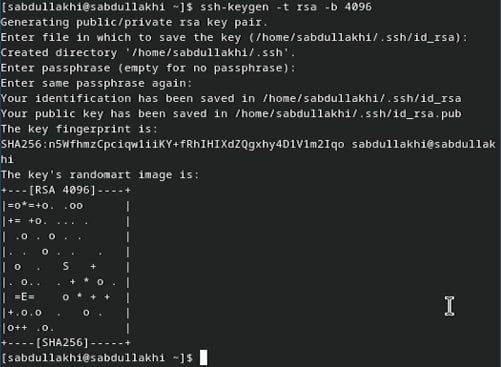 [sabdullakhi@sabdullakhi ~]$ ssh-keygen -t rsa -b 4096
Generating public/private rsa key pair.
Enter file in which to save the key (/home/sabdullakhi/.ssh/id_rsa):
Created directory '/home/sabdullakhi/.ssh'.
Enter passphrase (empty for no passphrase):
Enter same passphrase again:
Your identification has been saved in /home/sabdullakhi/.ssh/id_rsa
Your public key has been saved in /home/sabdullakhi/.ssh/id_rsa.pub
The key fingerprint is:
SHA256:n5WfhmzCpciqw1iiKY+fRhIHIXdZQgxhy4D1V1m2Iqo sabdullakhi@sabdullak
hi
The key's randomart image is:
+---[RSA 4096]----+
|=o*=+o. .oo      |
|+= +o. ... .     |
| .o . o . .      |
|. .  o . .   .   |
| o  .   S   +    |
|. o..  . + * o . |
| =E=    o * + +  |
|+.o.o  .   o .   |
|o++ .o.          |
+----[SHA256]-----+
[sabdullakhi@sabdullakhi ~]$